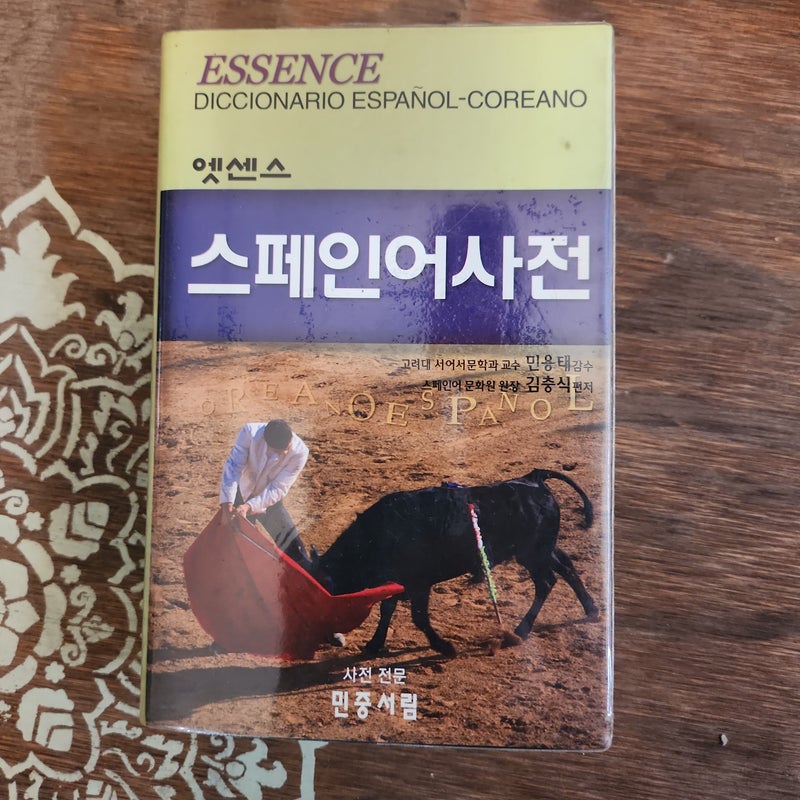 ESSENCE
DICCIONARIO ESPAÑOL-COREANO
엣센스
스페인어사전
고려대 서어서문학과 교수 민용태감수
스페인어 문화원 원장 김충식편저
COREANO ESPAÑOL
사전 전문
민중서림